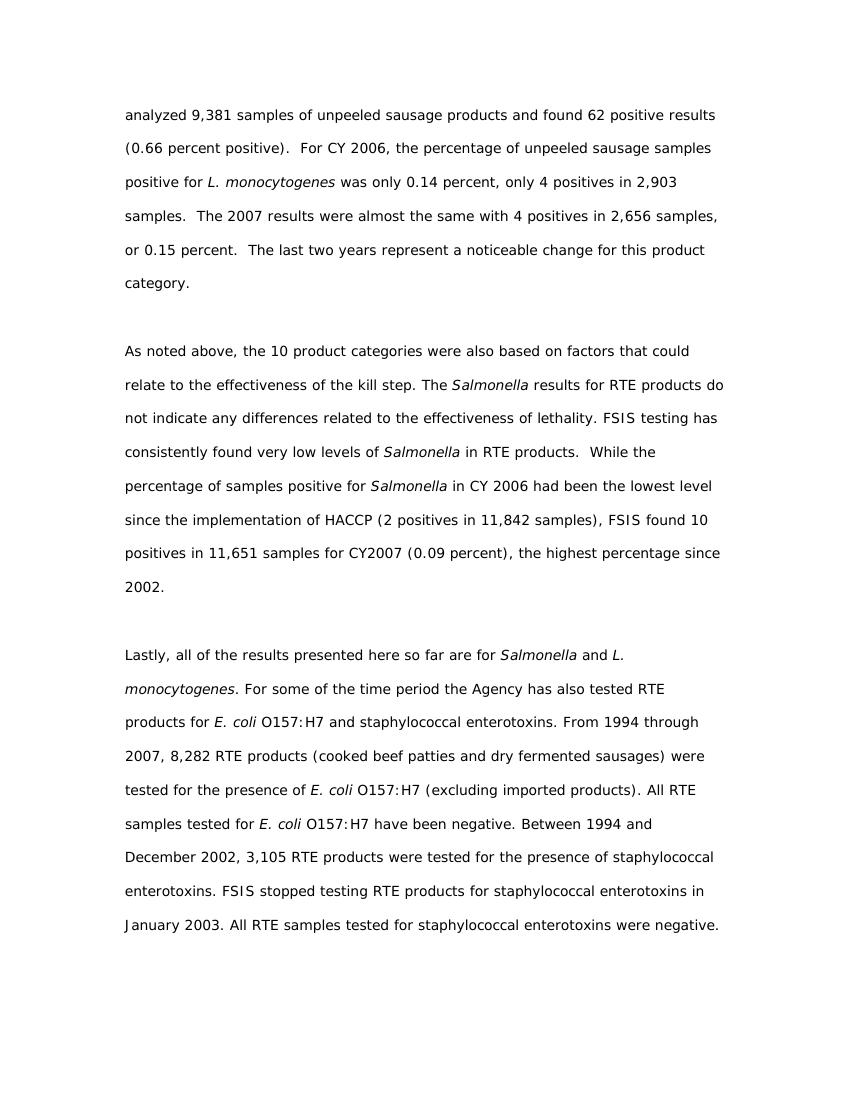 analyzed 9,381 samples of unpeeled sausage products and found 62 positive results
(0.66 percent positive).  For CY 2006, the percentage of unpeeled sausage samples
positive for L. monocytogenes was only 0.14 percent, only 4 positives in 2,903
samples.  The 2007 results were almost the same with 4 positives in 2,656 samples,
or 0.15 percent.  The last two years represent a noticeable change for this product
category.
As noted above, the 10 product categories were also based on factors that could
relate to the effectiveness of the kill step. The Salmonella results for RTE products do
not indicate any differences related to the effectiveness of lethality. FSIS testing has
consistently found very low levels of Salmonella in RTE products.  While the
percentage of samples positive for Salmonella in CY 2006 had been the lowest level
since the implementation of HACCP (2 positives in 11,842 samples), FSIS found 10
positives in 11,651 samples for CY2007 (0.09 percent), the highest percentage since
2002.
Lastly, all of the results presented here so far are for Salmonella and L.
monocytogenes. For some of the time period the Agency has also tested RTE
products for E. coli O157:H7 and staphylococcal enterotoxins. From 1994 through
2007, 8,282 RTE products (cooked beef patties and dry fermented sausages) were
tested for the presence of E. coli O157:H7 (excluding imported products). All RTE
samples tested for E. coli O157:H7 have been negative. Between 1994 and
December 2002, 3,105 RTE products were tested for the presence of staphylococcal
enterotoxins. FSIS stopped testing RTE products for staphylococcal enterotoxins in
January 2003. All RTE samples tested for staphylococcal enterotoxins were negative.